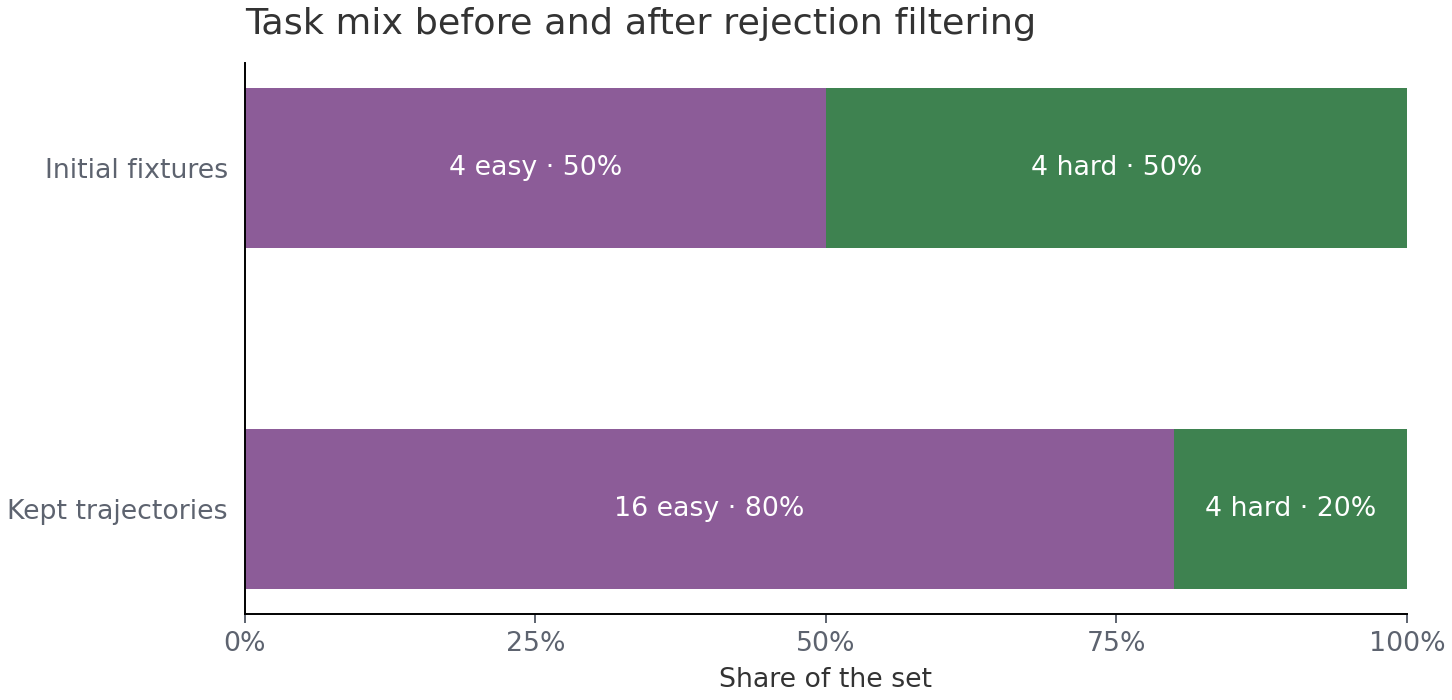 Task mix before and after rejection filtering
Initial fixtures
4 easy · 50%
4 hard · 50%
Kept trajectories
16 easy · 80%
4 hard · 20%
0%
25%
50%
75%
100%
Share of the set